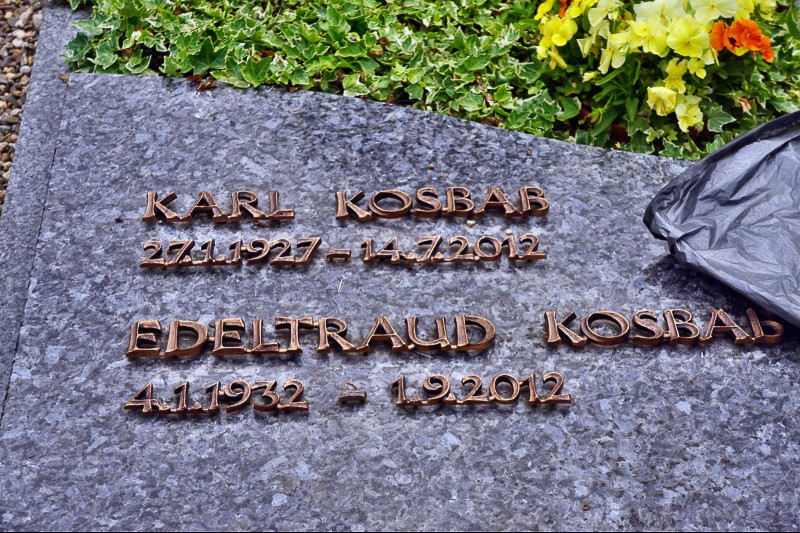 KARL KOSBAB
27.1.1927 - 14.7.2012
EDELTRAUD KOSBAB
4.1.1932 - 1.9.2012